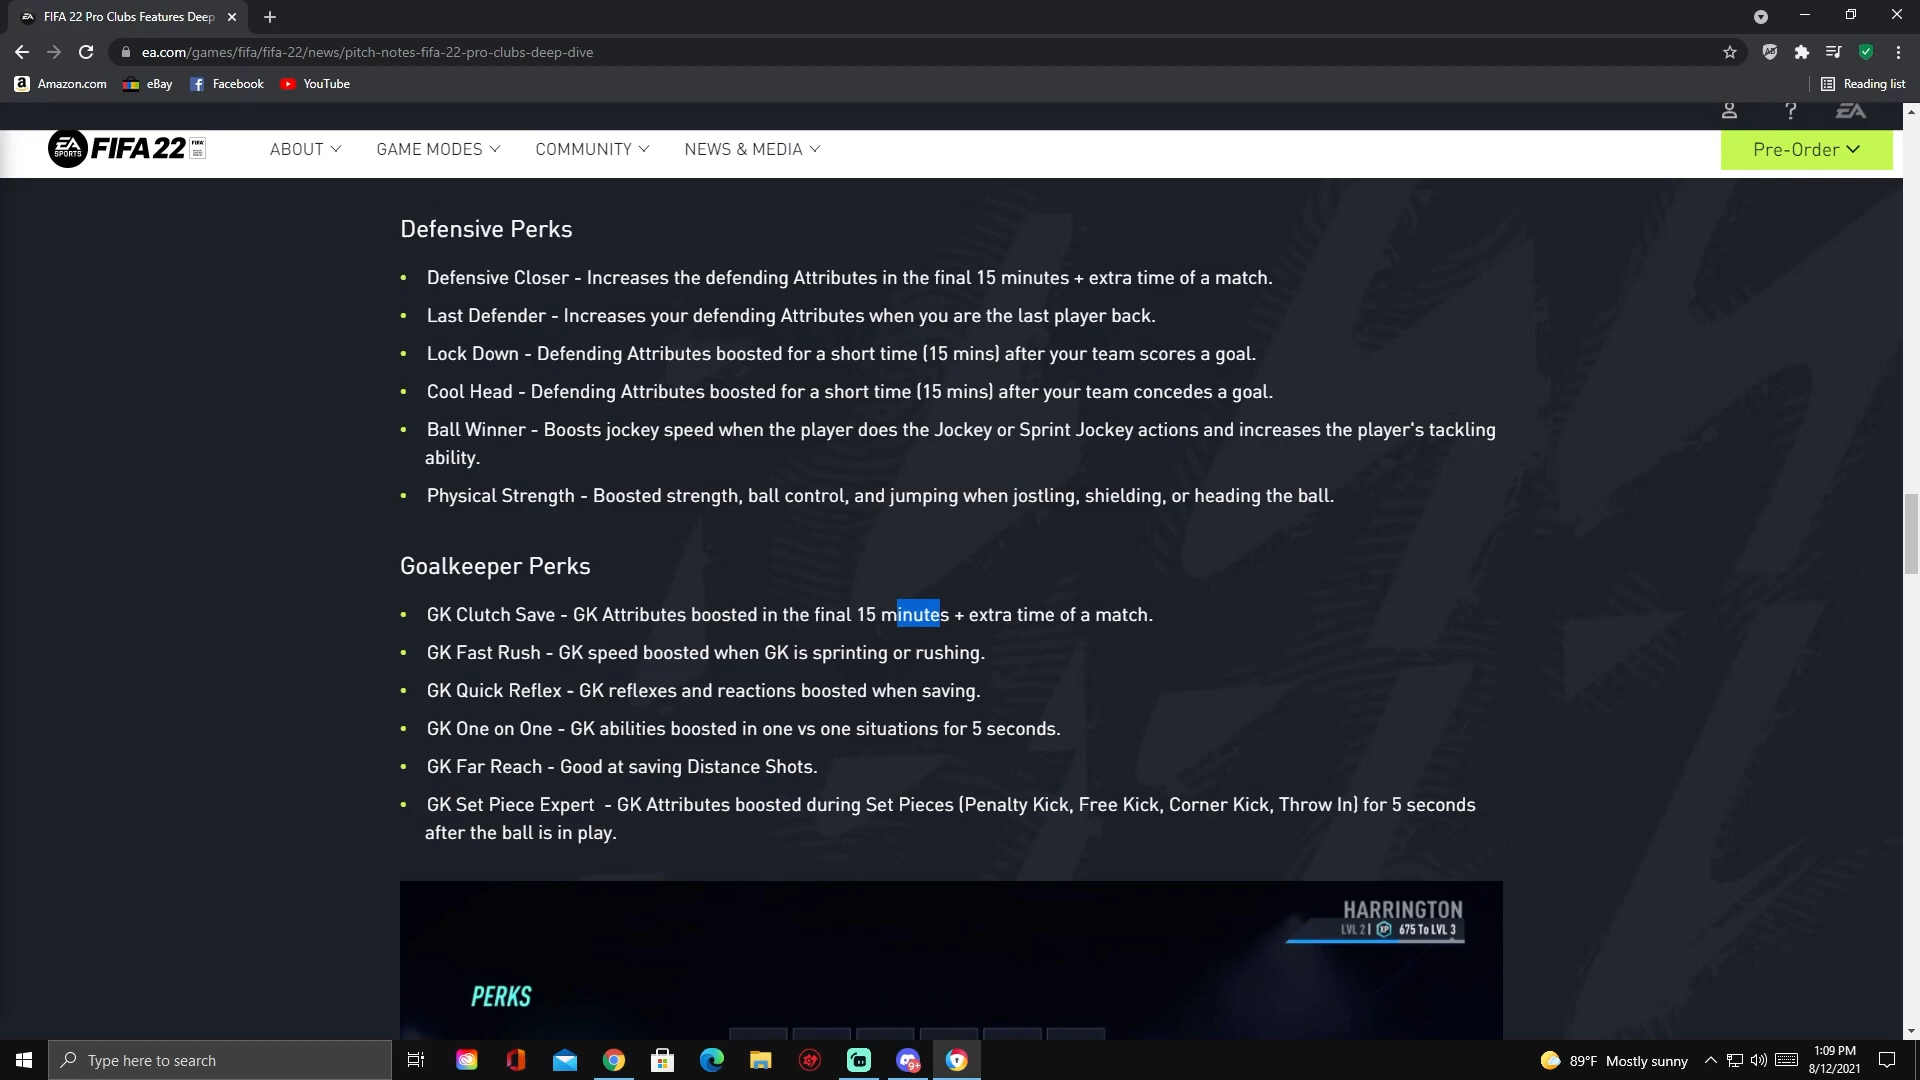 FIFA 22 Pro Clubs Features Deep
ea.com/games/fifa/fifa-22/news/pitch-notes-fifa-22-pro-clubs-deep-dive
Amazon.com eBay Facebook YouTube Reading list
EA
EA SPORTS FIFA 22 ABOUT GAME MODES COMMUNITY NEWS & MEDIA Pre-Order
Defensive Perks
• Defensive Closer - Increases the defending Attributes in the final 15 minutes + extra time of a match.
• Last Defender - Increases your defending Attributes when you are the last player back.
• Lock Down - Defending Attributes boosted for a short time (15 mins) after your team scores a goal.
• Cool Head - Defending Attributes boosted for a short time (15 mins) after your team concedes a goal.
• Ball Winner - Boosts jockey speed when the player does the Jockey or Sprint Jockey actions and increases the player's tackling
ability.
• Physical Strength - Boosted strength, ball control, and jumping when jostling, shielding, or heading the ball.
Goalkeeper Perks
• GK Clutch Save - GK Attributes boosted in the final 15 minutes + extra time of a match.
• GK Fast Rush - GK speed boosted when GK is sprinting or rushing.
• GK Quick Reflex - GK reflexes and reactions boosted when saving.
• GK One on One - GK abilities boosted in one vs one situations for 5 seconds.
• GK Far Reach - Good at saving Distance Shots.
• GK Set Piece Expert - GK Attributes boosted during Set Pieces (Penalty Kick, Free Kick, Corner Kick, Throw In) for 5 seconds
after the ball is in play.
HARRINGTON
LVL 2 | XP 675 To LVL 3
PERKS
Type here to search
9+
89°F Mostly sunny
1:09 PM
8/12/2021